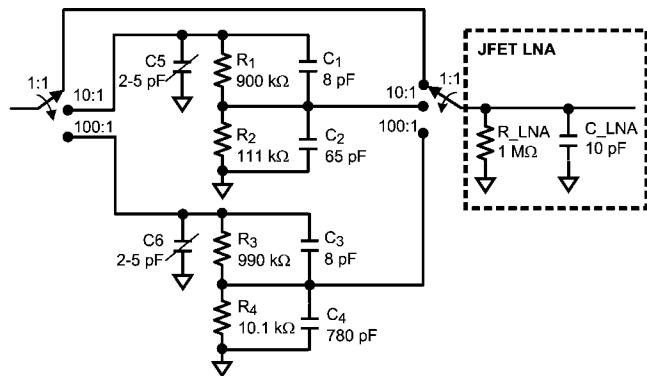 1:1
10:1
100:1
C5
2-5 pF
R1
900 kΩ
C1
8 pF
R2
111 kΩ
C2
65 pF
C6
2-5 pF
R3
990 kΩ
C3
8 pF
R4
10.1 kΩ
C4
780 pF
1:1
10:1
100:1
JFET LNA
R_LNA
1 MΩ
C_LNA
10 pF